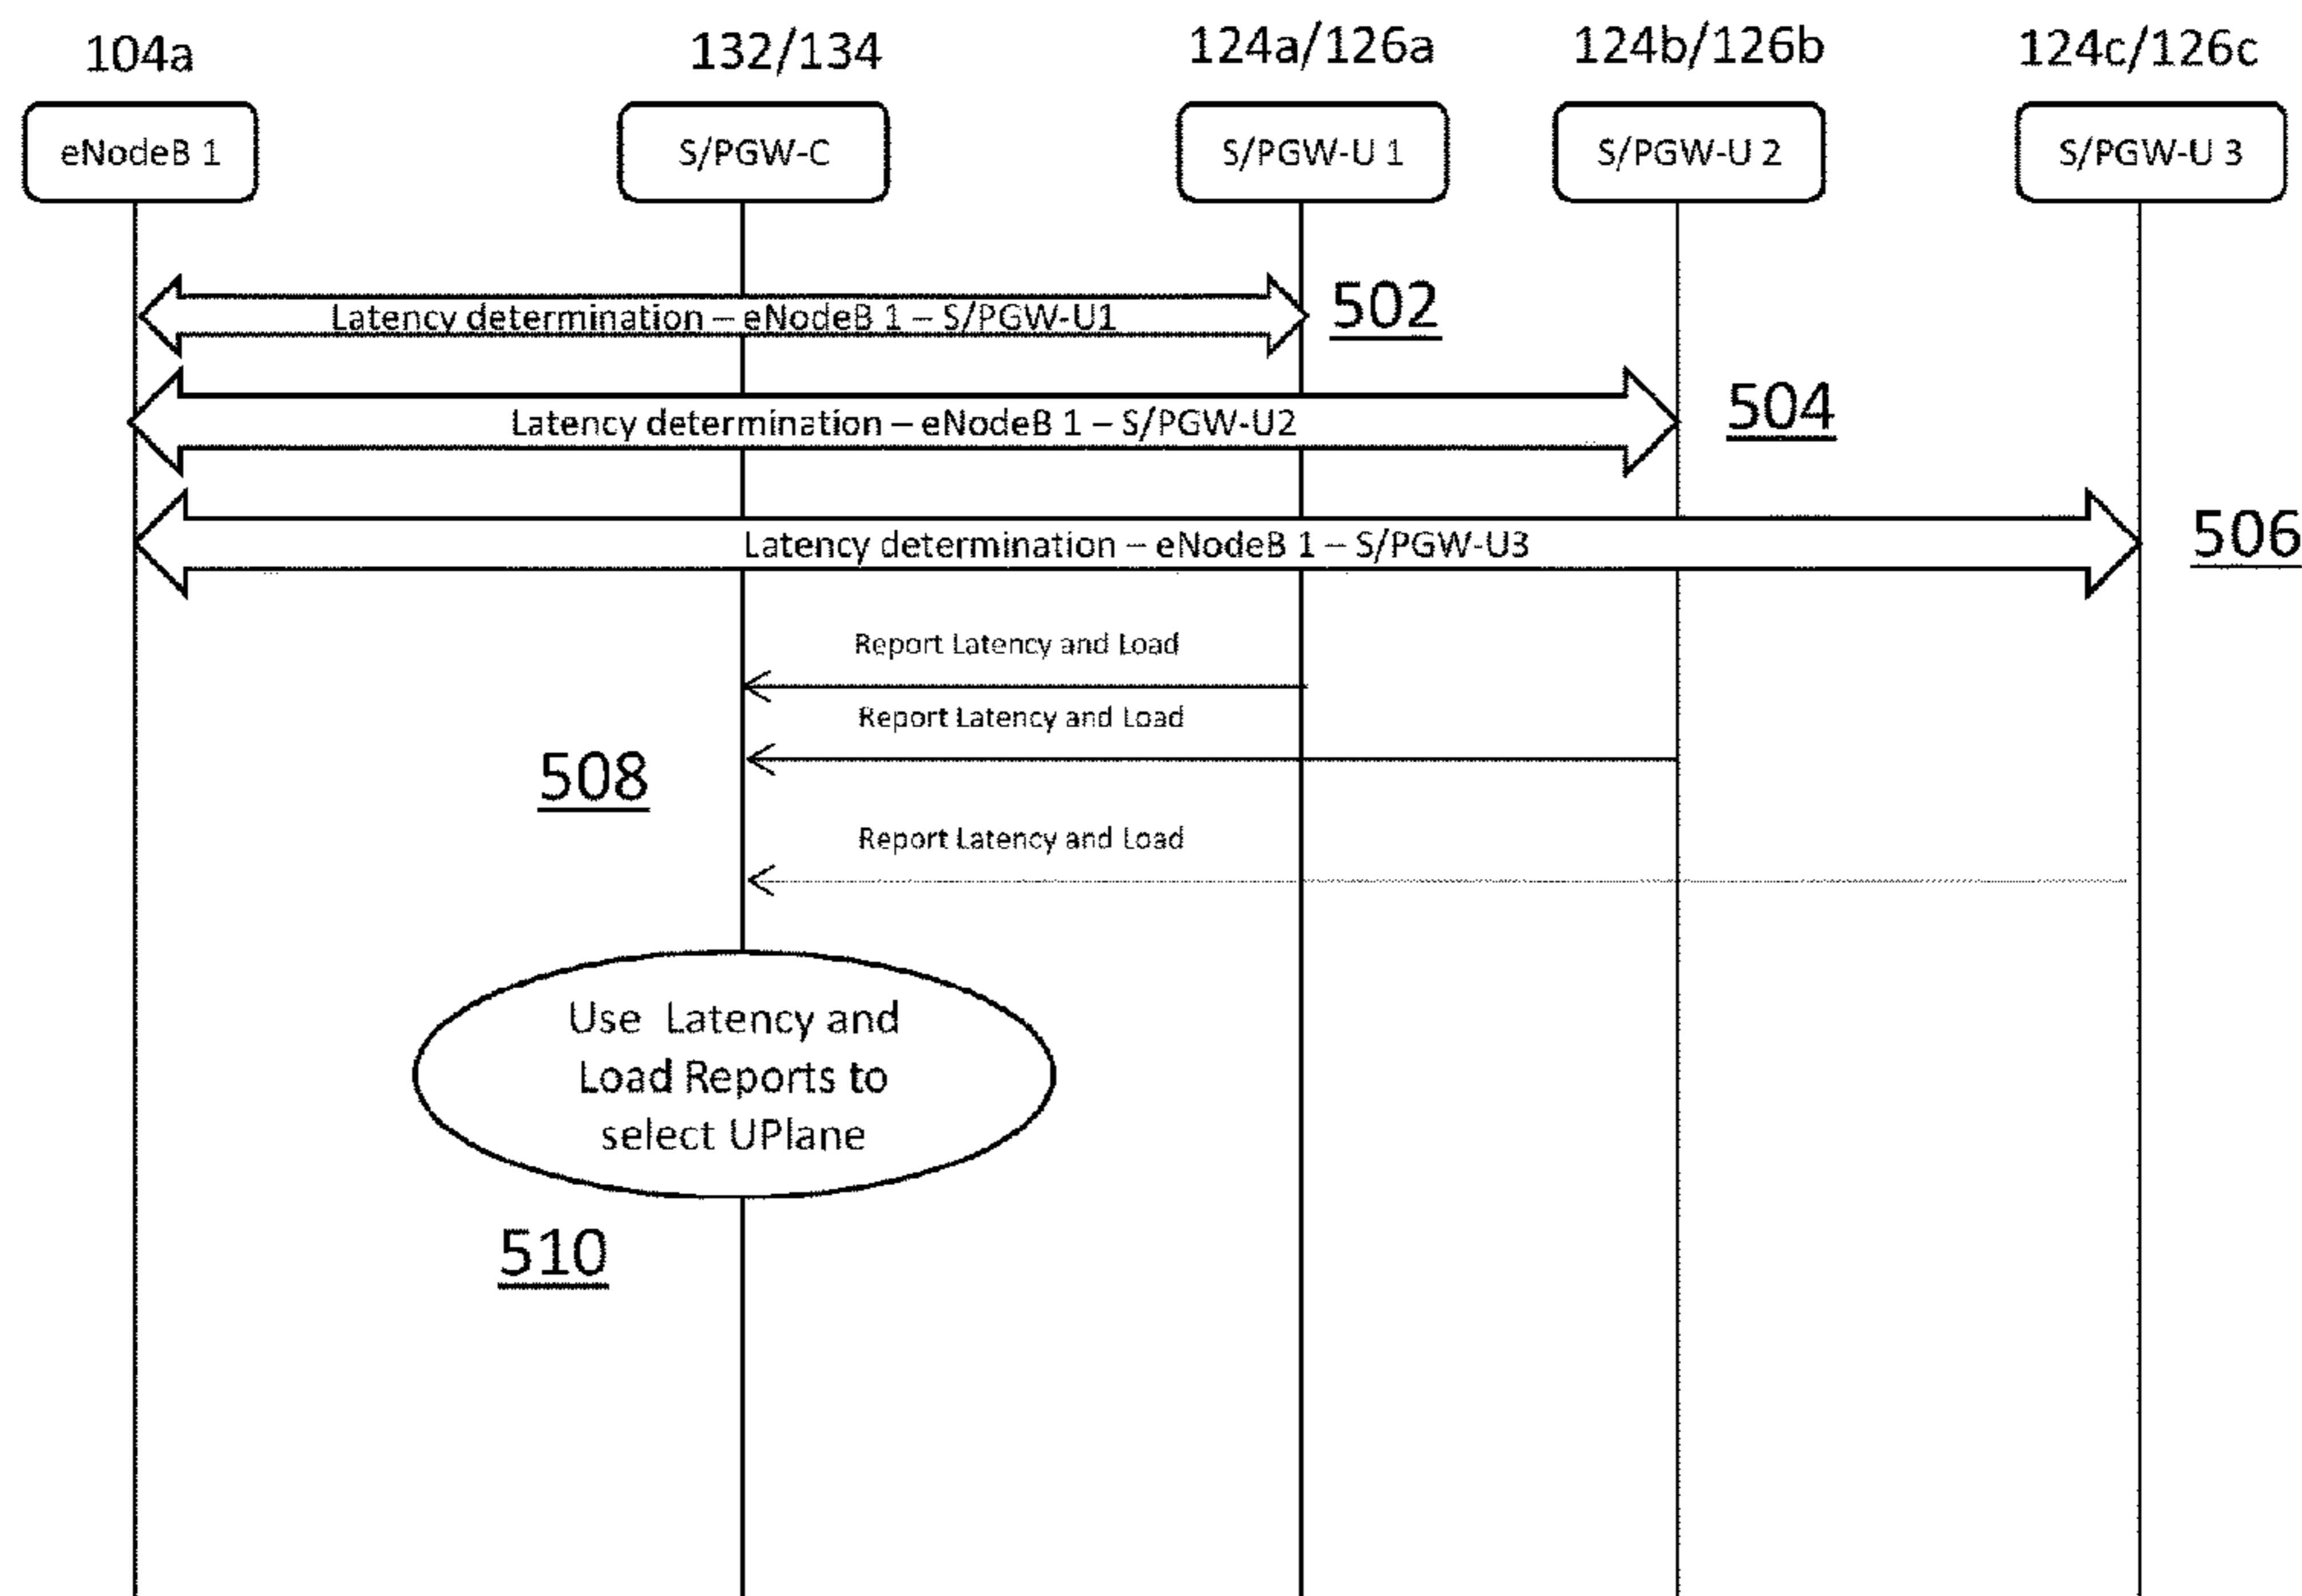 104a
132/134
124a/126a
124b/126b
124c/126c
eNodeB 1
S/PGW-C
S/PGW-U 1
S/PGW-U 2
S/PGW-U 3
Latency determination – eNodeB 1 – S/PGW-U1
502
Latency determination – eNodeB 1 – S/PGW-U2
504
Latency determination – eNodeB 1 – S/PGW-U3
506
Report Latency and Load
Report Latency and Load
508
Report Latency and Load
Use Latency and
Load Reports to
select UPlane
510